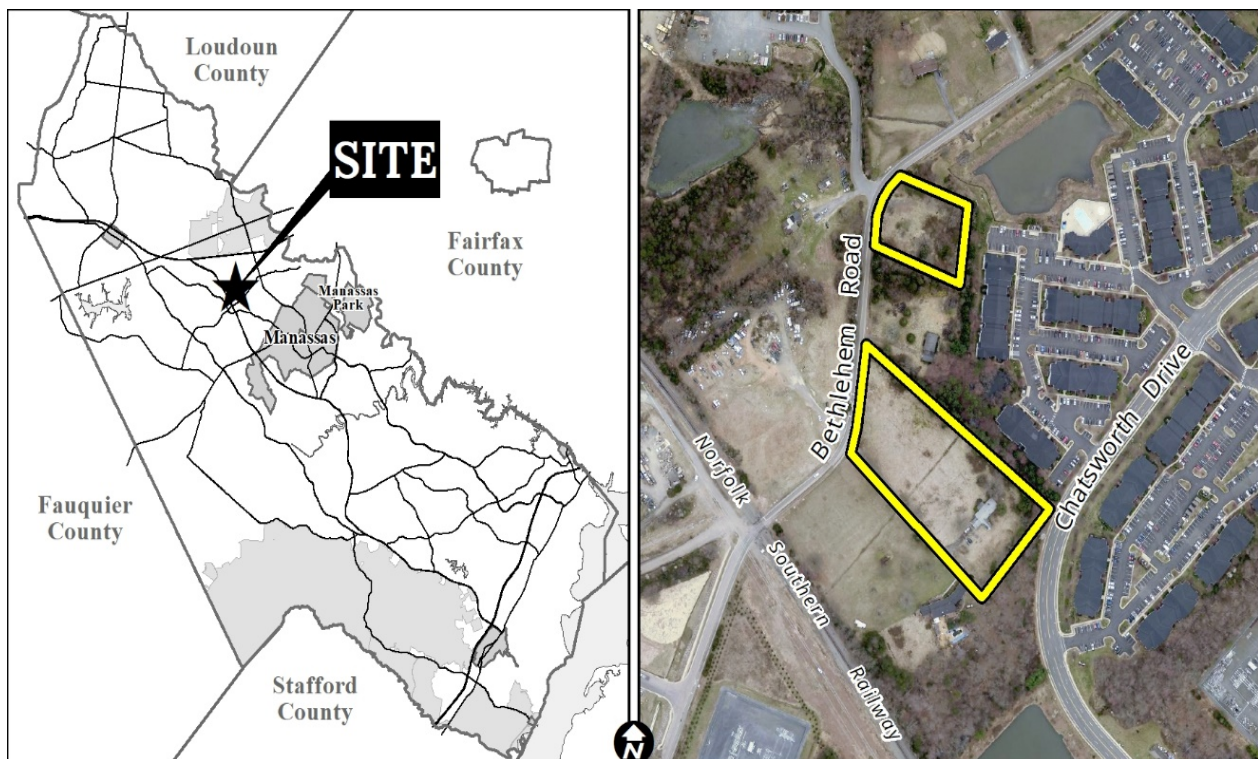 Loudoun
County
SITE
Fairfax
County
Manassas
Park
Manassas
Fauquier
County
Stafford
County
N
Bethlehem Road
Chatsworth Drive
Norfolk Southern Railway